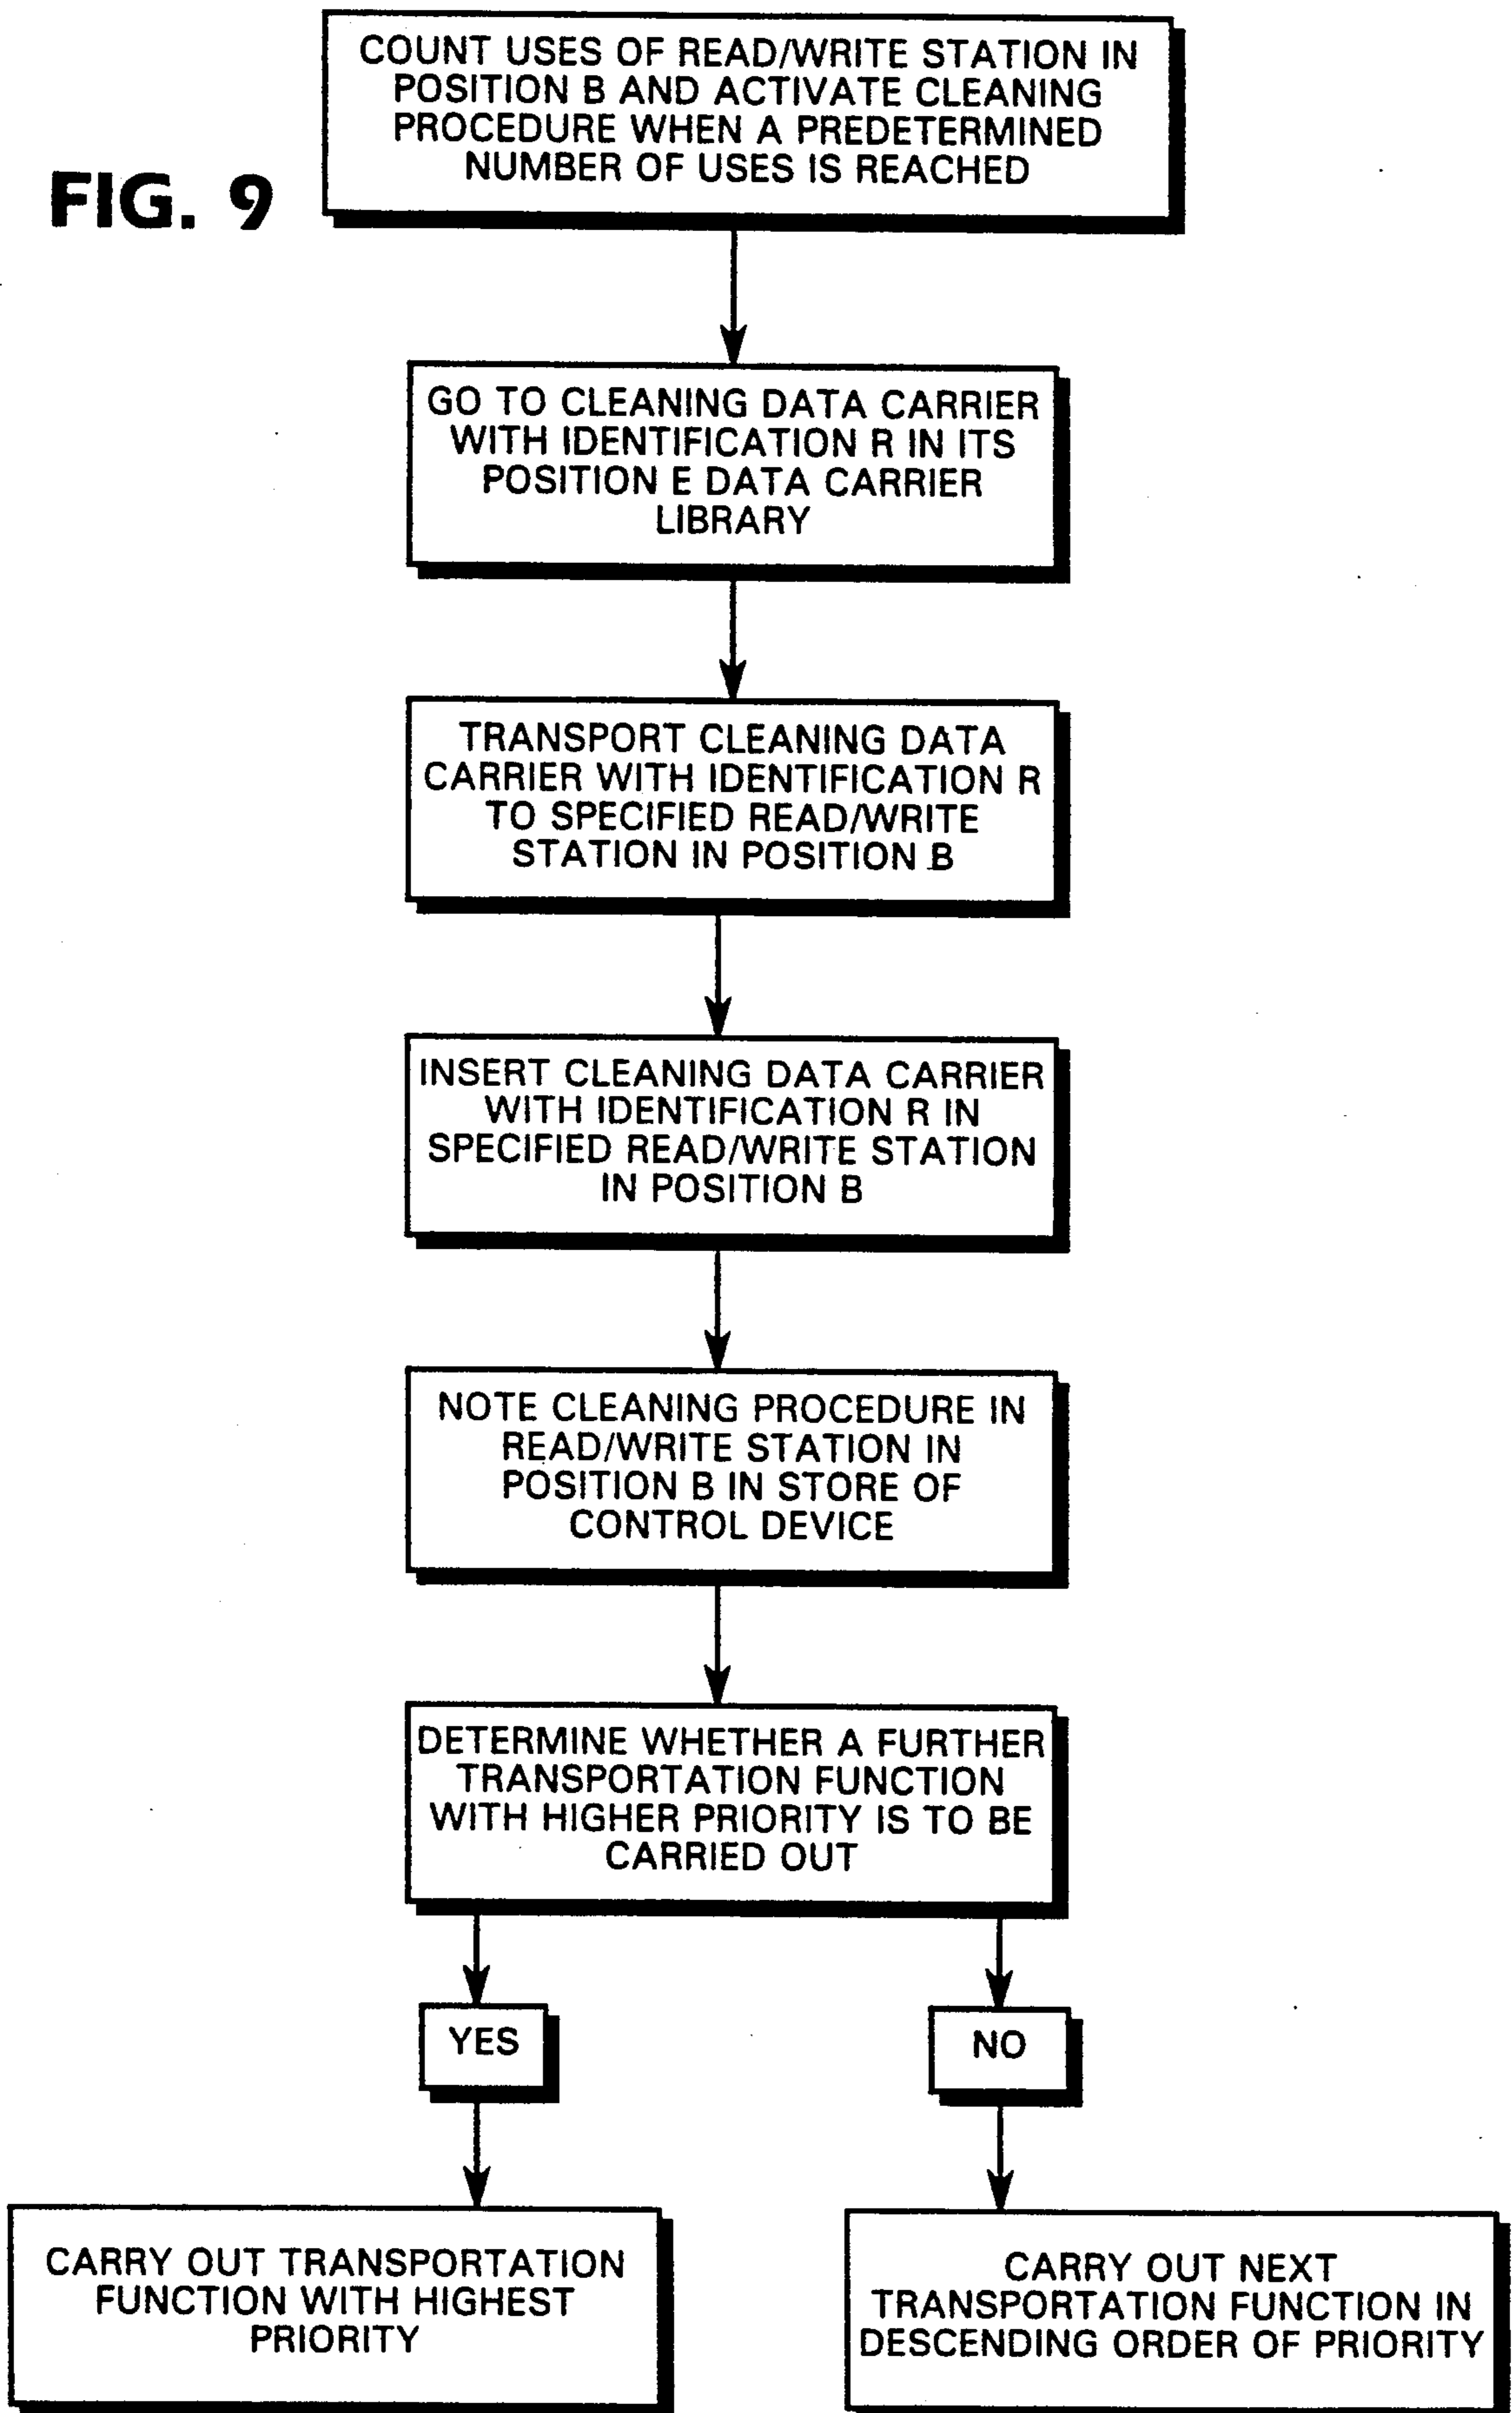 COUNT USES OF READ/WRITE STATION IN
POSITION B AND ACTIVATE CLEANING
PROCEDURE WHEN A PREDETERMINED
NUMBER OF USES IS REACHED
FIG. 9
GO TO CLEANING DATA CARRIER
WITH IDENTIFICATION R IN ITS
POSITION E DATA CARRIER
LIBRARY
TRANSPORT CLEANING DATA
CARRIER WITH IDENTIFICATION R
TO SPECIFIED READ/WRITE
STATION IN POSITION B
INSERT CLEANING DATA CARRIER
WITH IDENTIFICATION R IN
SPECIFIED READ/WRITE STATION
IN POSITION B
NOTE CLEANING PROCEDURE IN
READ/WRITE STATION IN
POSITION B IN STORE OF
CONTROL DEVICE
DETERMINE WHETHER A FURTHER
TRANSPORTATION FUNCTION
WITH HIGHER PRIORITY IS TO BE
CARRIED OUT
YES
NO
CARRY OUT TRANSPORTATION
FUNCTION WITH HIGHEST
PRIORITY
CARRY OUT NEXT
TRANSPORTATION FUNCTION IN
DESCENDING ORDER OF PRIORITY